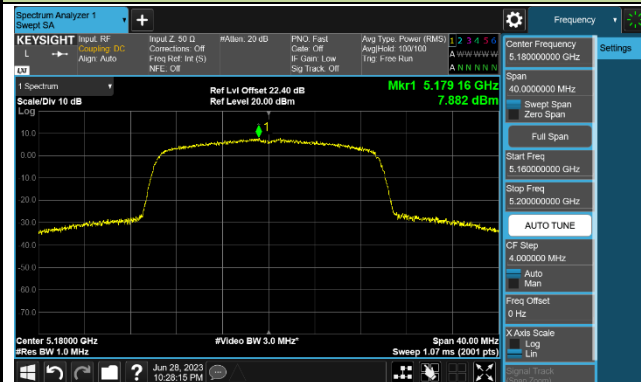 Spectrum Analyzer 1
Swept SA
+
Frequency
KEYSIGHT
L
LXI
Input: RF
Coupling: DC
Align: Auto
Input Z: 50 Ω
Corrections: Off
Freq Ref: Int (S)
NFE: Off
#Atten: 20 dB
PNO: Fast
Gate: Off
IF Gain: Low
Sig Track: Off
Avg Type: Power (RMS)
Avg|Hold: 100/100
Trig: Free Run
1 2 3 4 5 6
A W W W W W
A N N N N N
1 Spectrum
Scale/Div 10 dB
Log
Ref Lvl Offset 22.40 dB
Ref Level 20.00 dBm
Mkr1 5.179 16 GHz
7.882 dBm
1
10.0
0.00
-10.0
-20.0
-30.0
-40.0
-50.0
-60.0
-70.0
Center 5.18000 GHz
#Res BW 1.0 MHz
#Video BW 3.0 MHz*
Span 40.00 MHz
Sweep 1.07 ms (2001 pts)
Center Frequency
5.180000000 GHz
Settings
Span
40.0000000 MHz
Swept Span
Zero Span
Full Span
Start Freq
5.160000000 GHz
Stop Freq
5.200000000 GHz
AUTO TUNE
CF Step
4.000000 MHz
Auto
Man
Freq Offset
0 Hz
X Axis Scale
Log
Lin
Signal Track
(Span Zoom)
?
Jun 28, 2023
10:28:15 PM